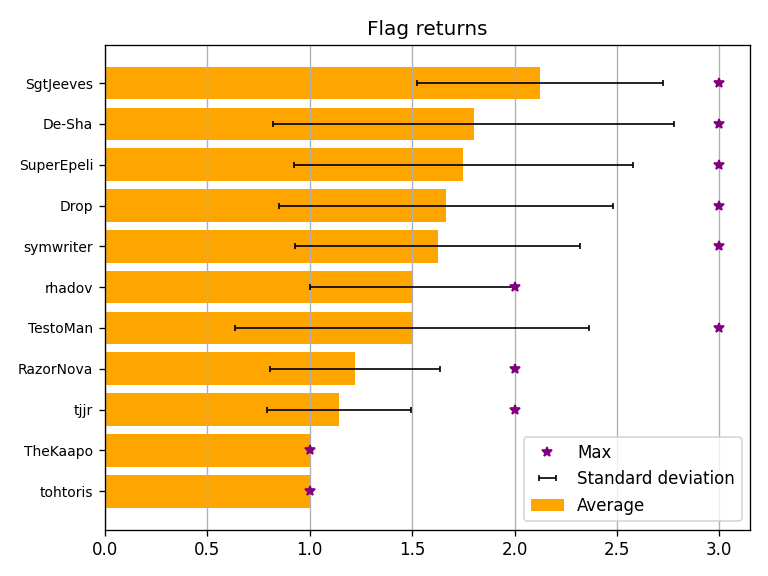 Flag returns
SgtJeeves
De-Sha
SuperEpeli
Drop
symwriter
rhadov
TestoMan
RazorNova
tjjr
TheKaapo
tohtoris
Max
Standard deviation
Average
0.0 0.5 1.0 1.5 2.0 2.5 3.0